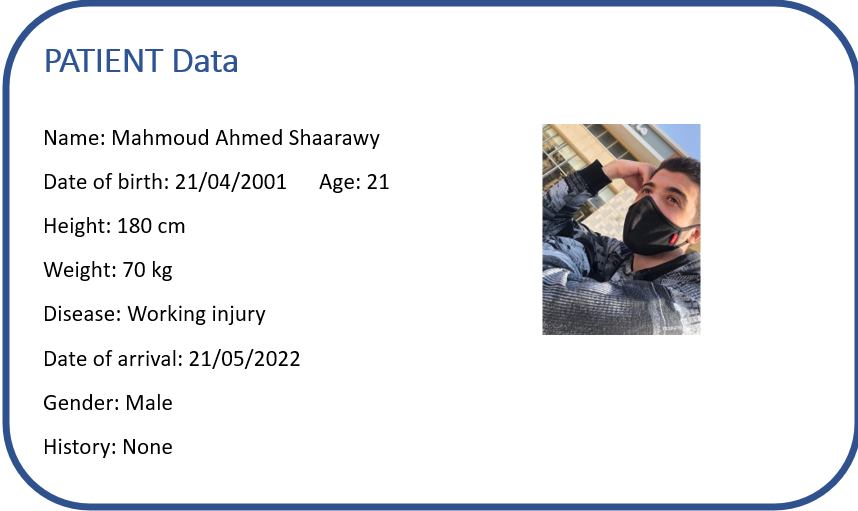 PATIENT Data
Name: Mahmoud Ahmed Shaarawy
Date of birth: 21/04/2001 Age: 21
Height: 180 cm
Weight: 70 kg
Disease: Working injury
Date of arrival: 21/05/2022
Gender: Male
History: None